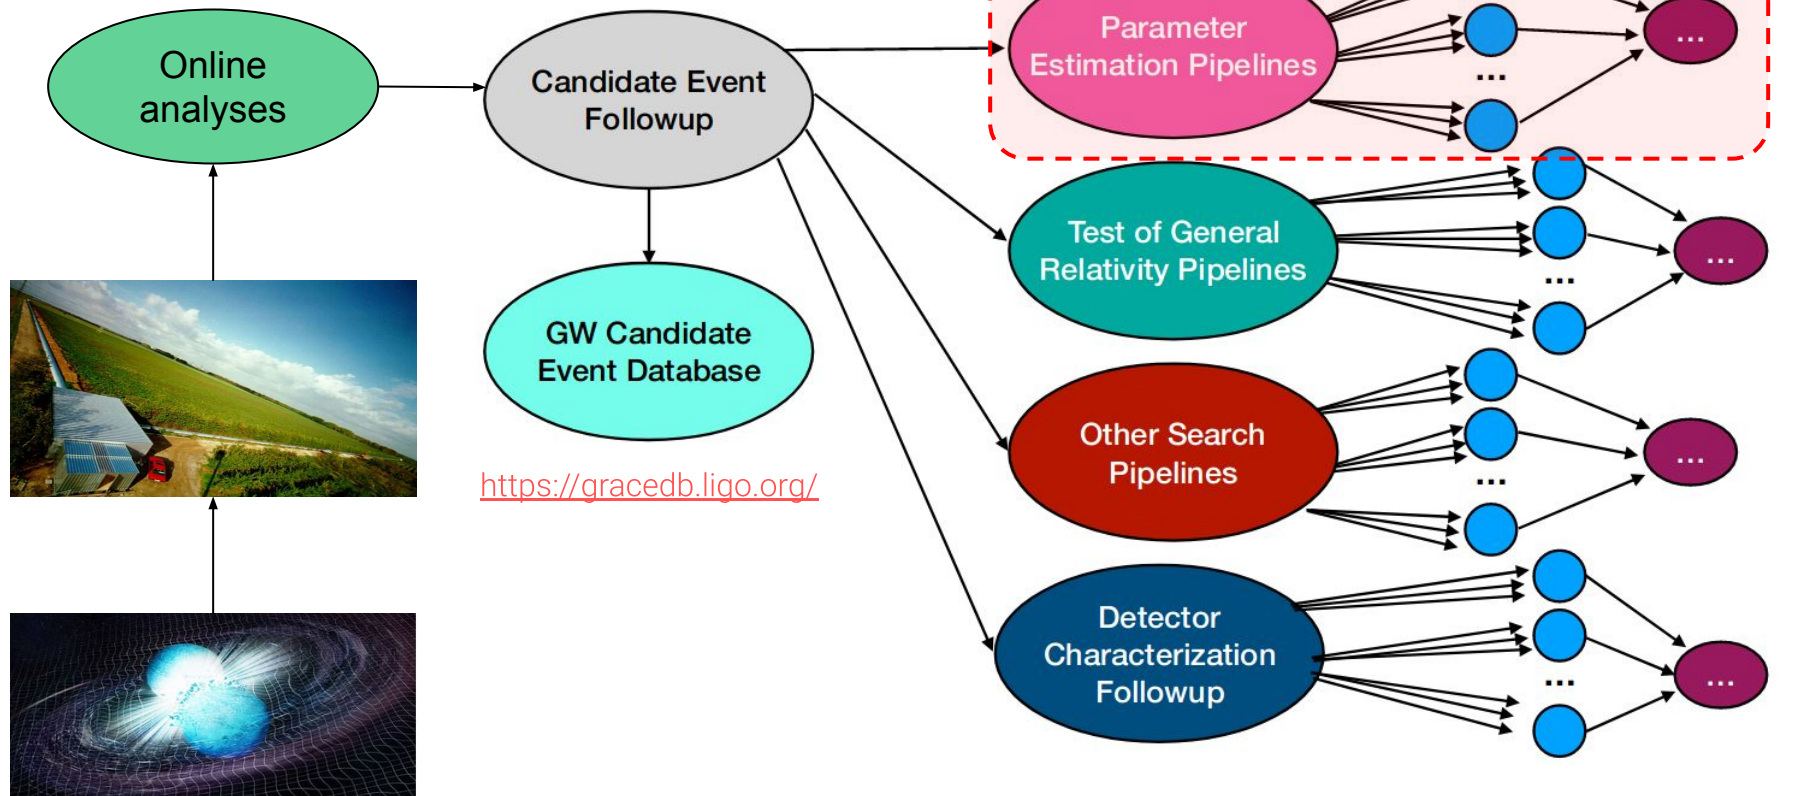 Online
analyses
Candidate Event
Followup
GW Candidate
Event Database
https://gracedb.ligo.org/
Parameter
Estimation Pipelines
...
...
Test of General
Relativity Pipelines
...
...
Other Search
Pipelines
...
...
Detector
Characterization
Followup
...
...